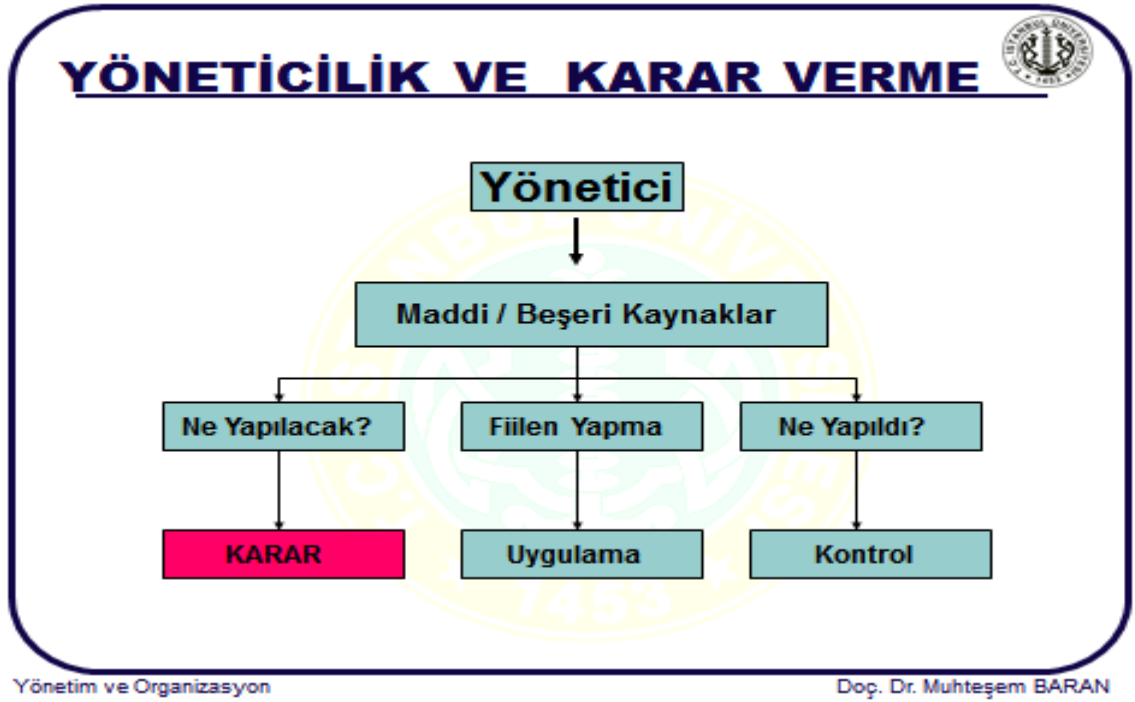 YÖNETİCİLİK VE KARAR VERME
Yönetici
Maddi / Beşeri Kaynaklar
Ne Yapılacak? Fiilen Yapma Ne Yapıldı?
KARAR Uygulama Kontrol
1453
Yönetim ve Organizasyon Doç. Dr. Muhteşem BARAN